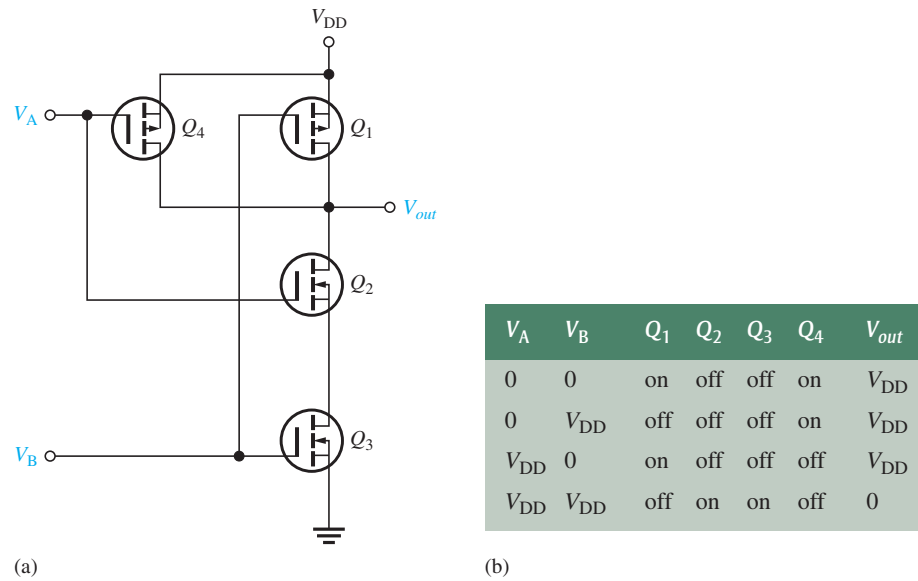 V_DD
V_A
Q_4
Q_1
V_out
Q_2
V_B
Q_3
(a)
V_A V_B Q_1 Q_2 Q_3 Q_4 V_out
0 0 on off off on V_DD
0 V_DD off off off on V_DD
V_DD 0 on off off off V_DD
V_DD V_DD off on on off 0
(b)